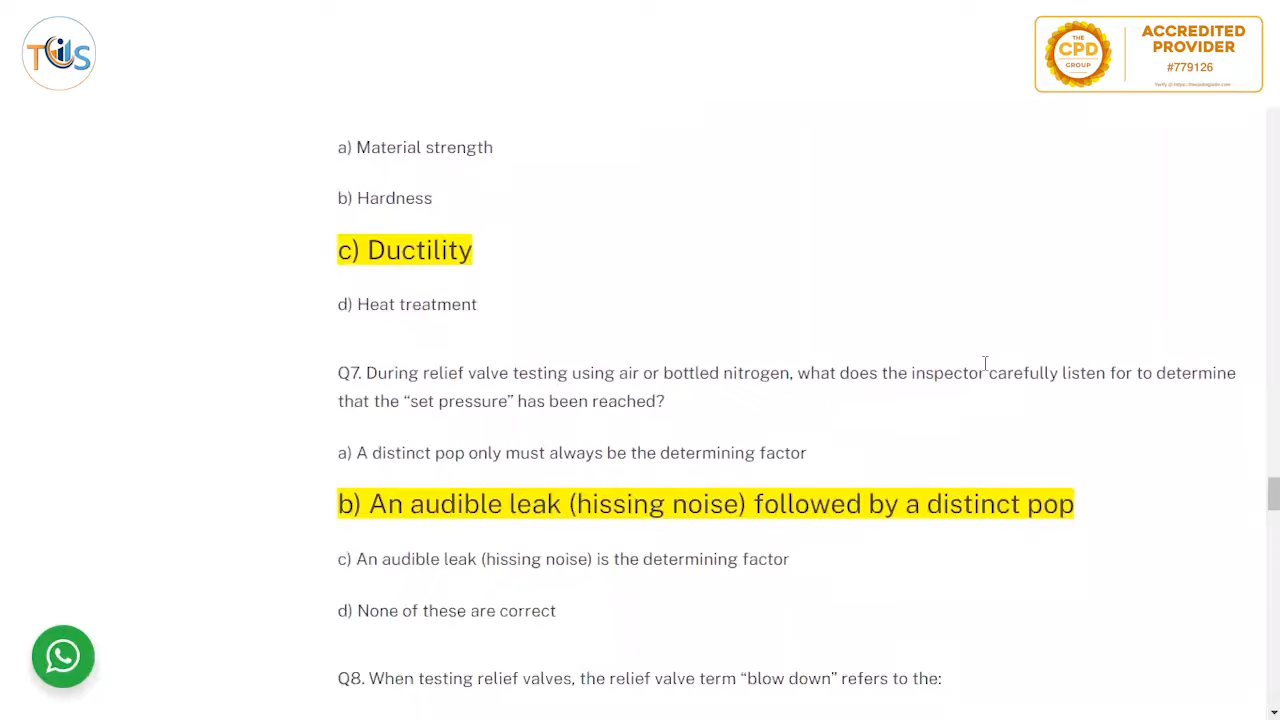 TCiLS
THE
CPD
GROUP
ACCREDITED
PROVIDER
#779126
a) Material strength
b) Hardness
c) Ductility
d) Heat treatment
Q7. During relief valve testing using air or bottled nitrogen, what does the inspector carefully listen for to determine
that the “set pressure” has been reached?
a) A distinct pop only must always be the determining factor
b) An audible leak (hissing noise) followed by a distinct pop
c) An audible leak (hissing noise) is the determining factor
d) None of these are correct
Q8. When testing relief valves, the relief valve term “blow down” refers to the: